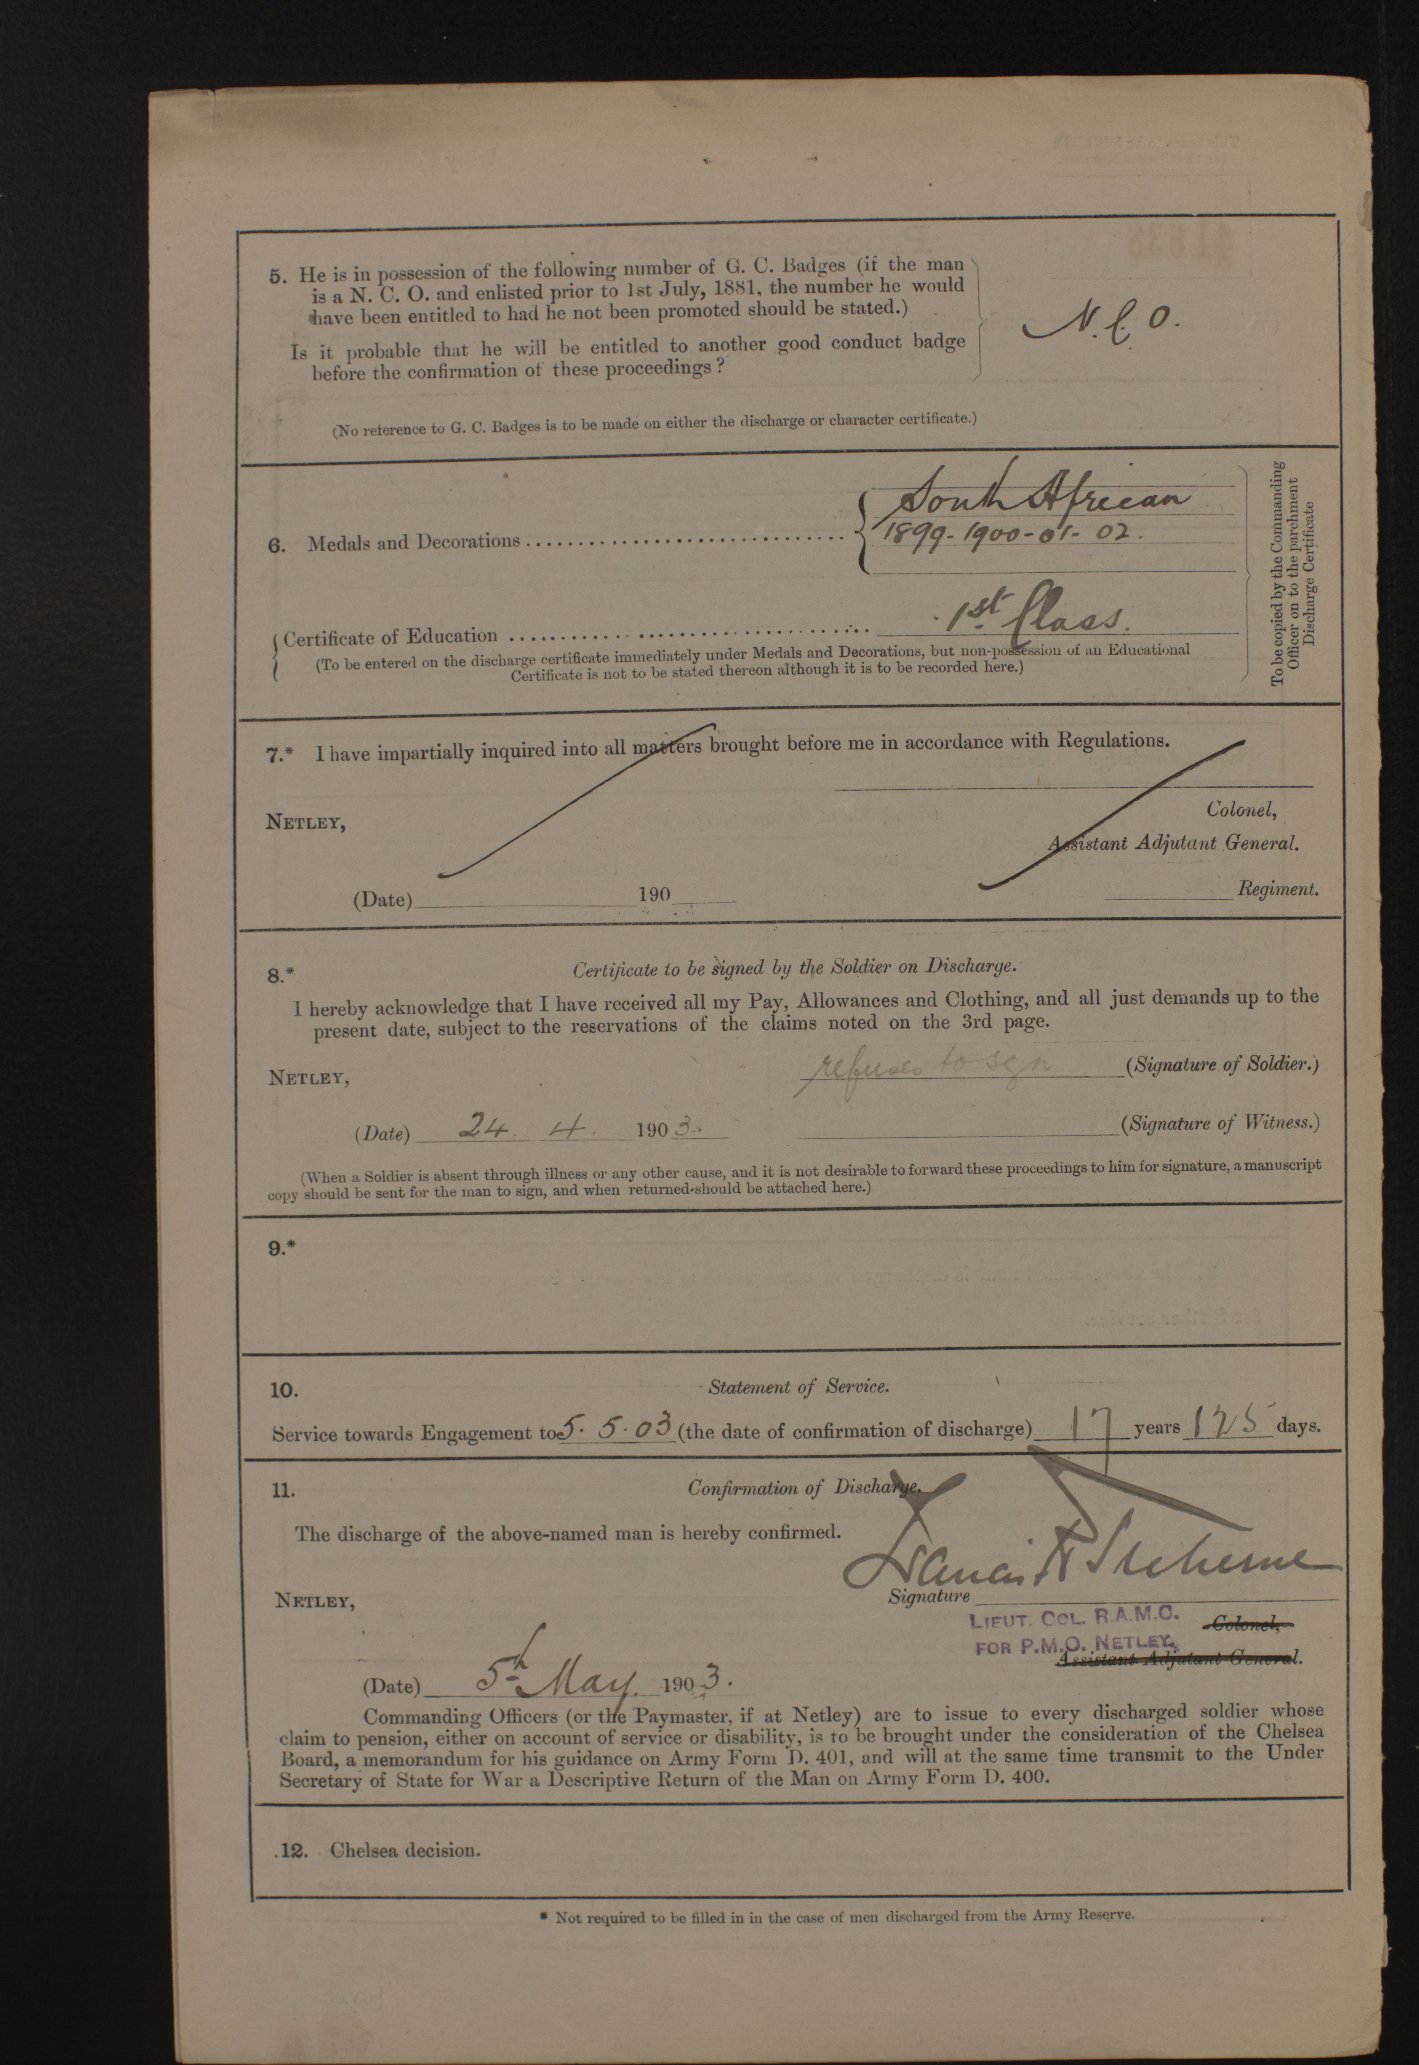 5. He is in possession of the following number of G. C. Badges (if the man
is a N. C. O. and enlisted prior to 1st July, 1881, the number he would
have been entitled to had he not been promoted should be stated.)
N.C.O.
Is it probable that he will be entitled to another good conduct badge
before the confirmation of these proceedings?
(No reference to G. C. Badges is to be made on either the discharge or character certificate.)
South African
6. Medals and Decorations
1899-1900-01-02.
Certificate of Education
1st Class.
(To be entered on the discharge certificate immediately under Medals and Decorations, but non-possession of an Educational
Certificate is not to be stated thereon although it is to be recorded here.)
To be copied by the Commanding
Officer on to the parchment
Discharge Certificate
7.* I have impartially inquired into all matters brought before me in accordance with Regulations.
Colonel,
NETLEY,
Assistant Adjutant General.
(Date) 190
Regiment.
8.* Certificate to be signed by the Soldier on Discharge.
I hereby acknowledge that I have received all my Pay, Allowances and Clothing, and all just demands up to the
present date, subject to the reservations of the claims noted on the 3rd page.
refuses to sign (Signature of Soldier.)
NETLEY,
(Date) 24. 4. 1903. (Signature of Witness.)
(When a Soldier is absent through illness or any other cause, and it is not desirable to forward these proceedings to him for signature, a manuscript
copy should be sent for the man to sign, and when returned should be attached here.)
9.*
10. Statement of Service.
Service towards Engagement to 5. 5. 03 (the date of confirmation of discharge) 17 years 125 days.
11. Confirmation of Discharge.
The discharge of the above-named man is hereby confirmed.
Francis
NETLEY,
Signature
LIEUT. COL. R.A.M.C.
Colonel,
FOR P.M.O. NETLEY.
Assistant Adjutant General.
(Date) 5th May. 1903.
Commanding Officers (or the Paymaster, if at Netley) are to issue to every discharged soldier whose
claim to pension, either on account of service or disability, is to be brought under the consideration of the Chelsea
Board, a memorandum for his guidance on Army Form D. 401, and will at the same time transmit to the Under
Secretary of State for War a Descriptive Return of the Man on Army Form D. 400.
12. Chelsea decision.
* Not required to be filled in in the case of men discharged from the Army Reserve.